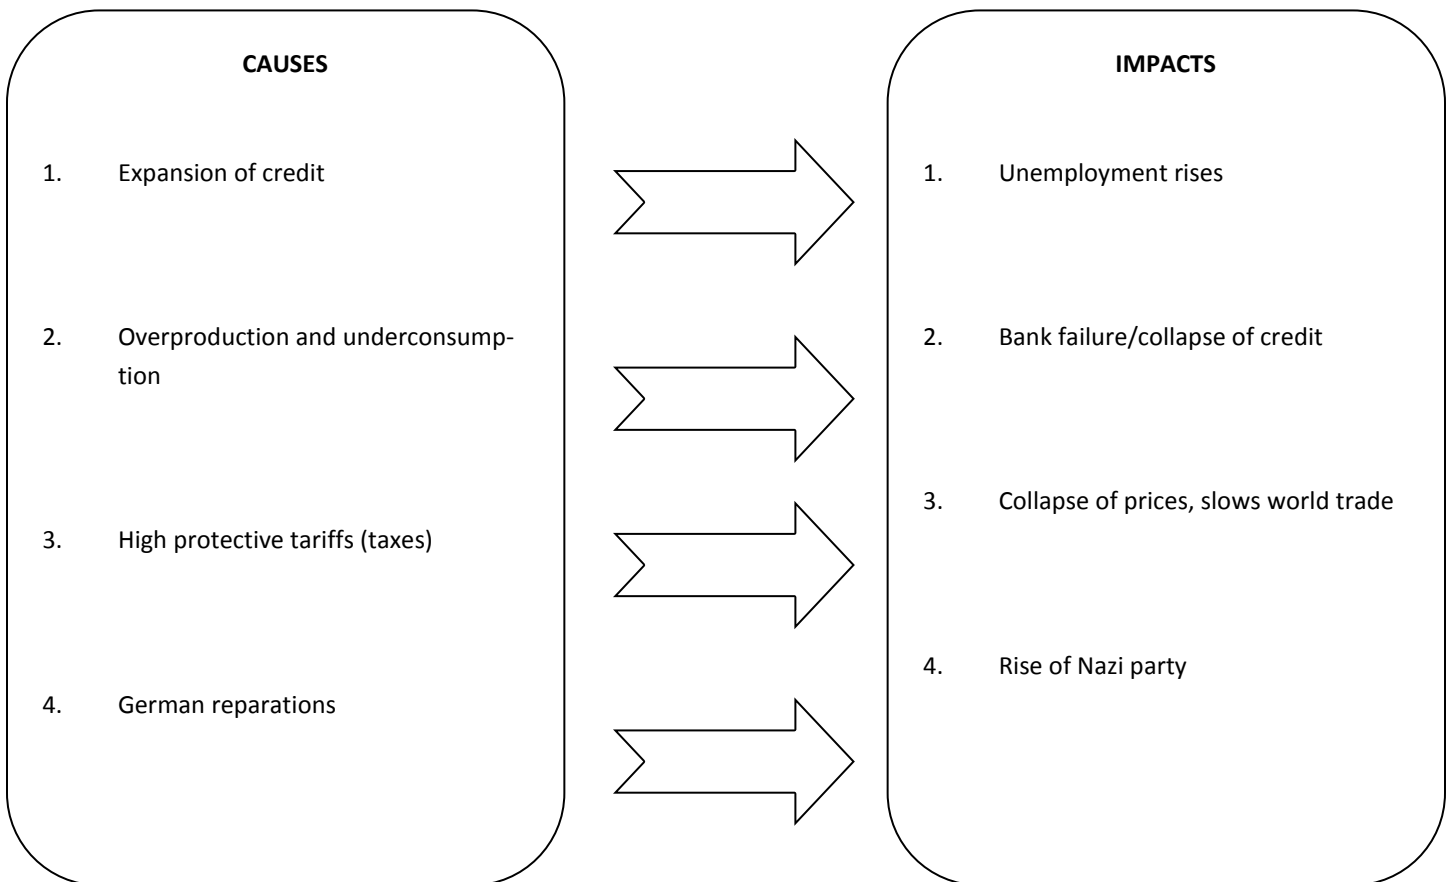 CAUSES
1. Expansion of credit
2. Overproduction and underconsump-
tion
3. High protective tariffs (taxes)
4. German reparations
IMPACTS
1. Unemployment rises
2. Bank failure/collapse of credit
3. Collapse of prices, slows world trade
4. Rise of Nazi party